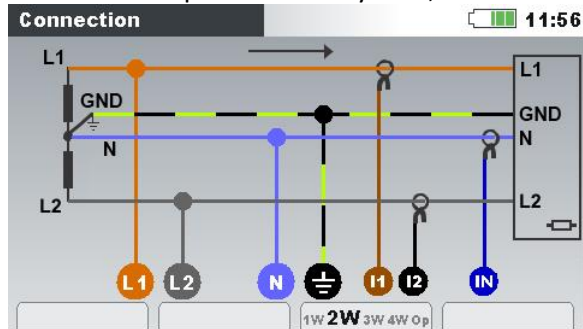 Connection 11:56
L1 L1
GND GND
N N
L2 L2
L1 L2 N I1 I2 IN
1W 2W 3W 4W Op